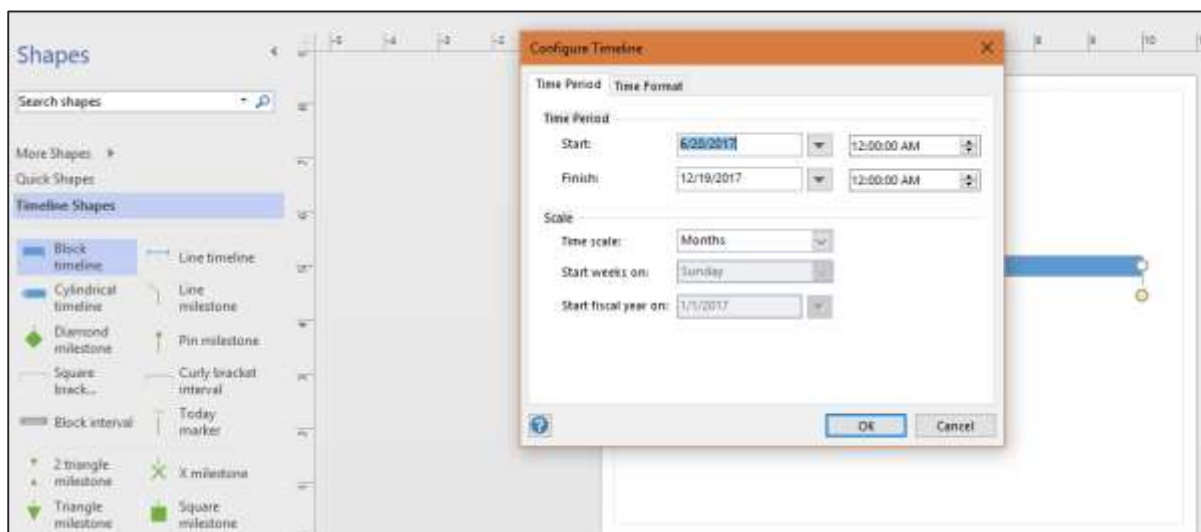 Shapes
Search shapes
More Shapes
Quick Shapes
Timeline Shapes
Block timeline
Line timeline
Cylindrical timeline
Line milestone
Diamond milestone
Pin milestone
Square brack...
Curly bracket interval
Block interval
Today marker
2 triangle milestone
X milestone
Triangle milestone
Square milestone
Configure Timeline
Time Period
Time Format
Time Period
Start:
6/20/2017
12:00:00 AM
Finish:
12/19/2017
12:00:00 AM
Scale
Time scale:
Months
Start weeks on:
Sunday
Start fiscal year on:
1/1/2017
OK
Cancel